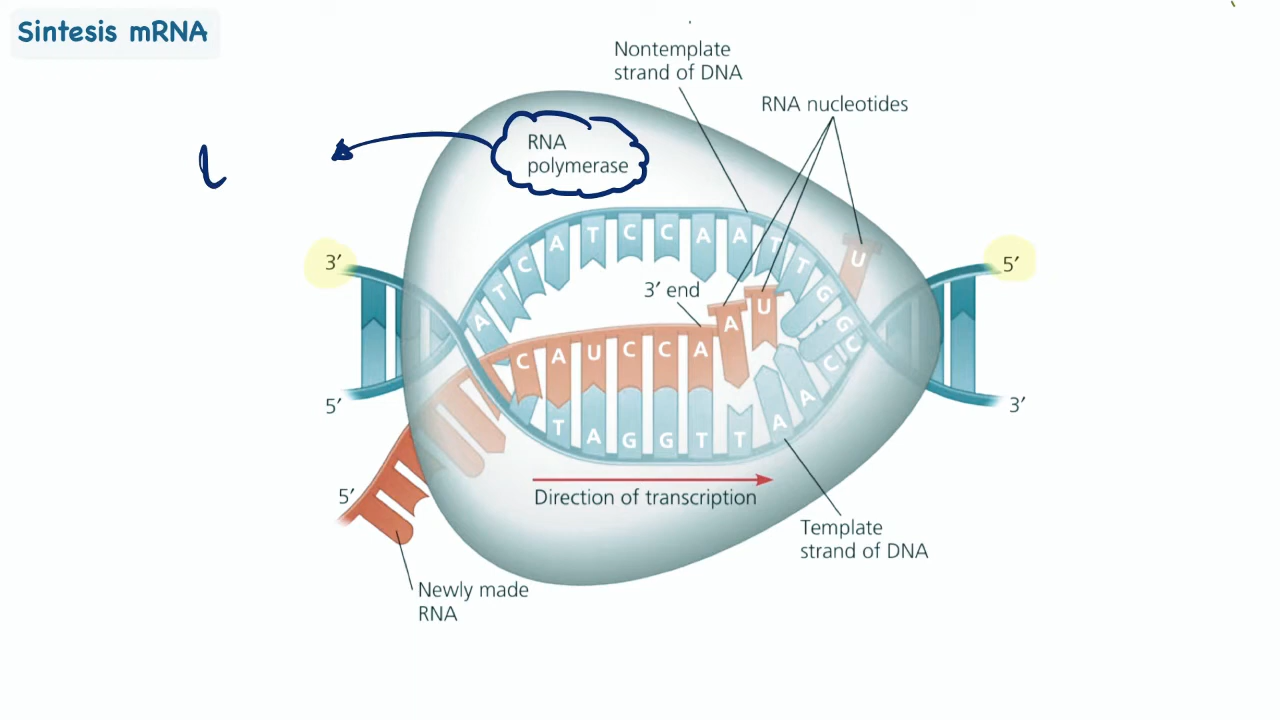 Sintesis mRNA
Nontemplate
strand of DNA
RNA nucleotides
RNA
polymerase
3′
5′
A T C A T C C A A T T G G
U
3′ end
C A U C C A A U
T A G G T T A A C C
5′
3′
5′
Direction of transcription
Template
strand of DNA
Newly made
RNA